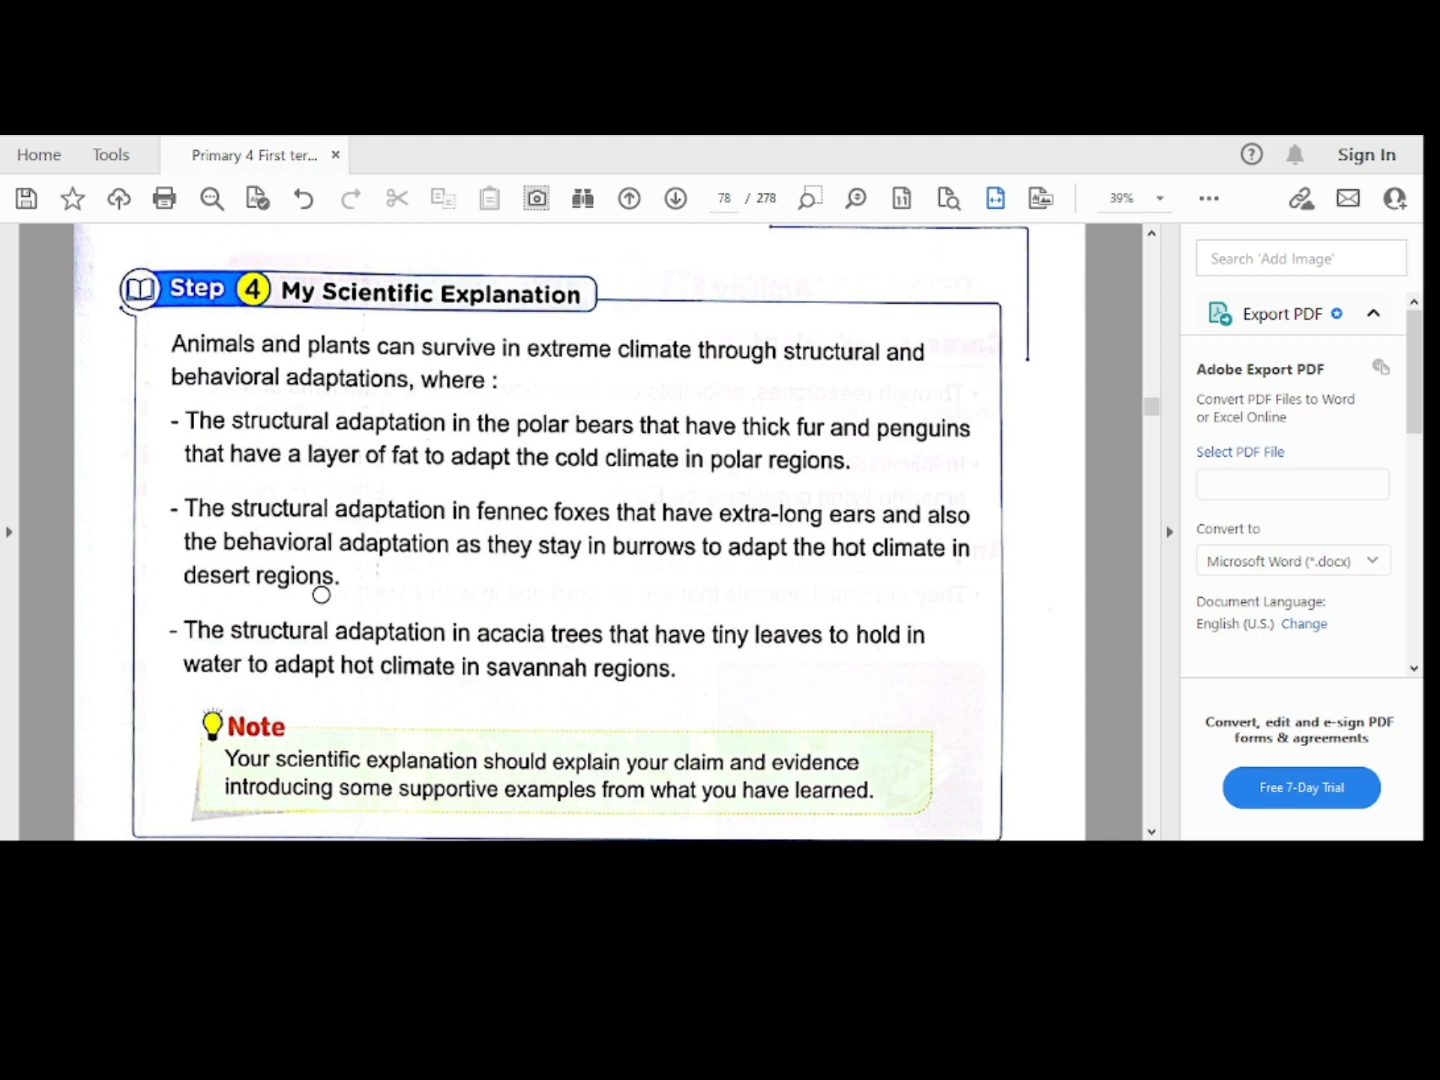 Home Tools Primary 4 First ter... × Sign In
78 / 278 39%
Step 4 My Scientific Explanation
Animals and plants can survive in extreme climate through structural and
behavioral adaptations, where :
- The structural adaptation in the polar bears that have thick fur and penguins
that have a layer of fat to adapt the cold climate in polar regions.
- The structural adaptation in fennec foxes that have extra-long ears and also
the behavioral adaptation as they stay in burrows to adapt the hot climate in
desert regions.
- The structural adaptation in acacia trees that have tiny leaves to hold in
water to adapt hot climate in savannah regions.
Note
Your scientific explanation should explain your claim and evidence
introducing some supportive examples from what you have learned.
Search 'Add Image'
Export PDF
Adobe Export PDF
Convert PDF Files to Word
or Excel Online
Select PDF File
Convert to
Microsoft Word (*.docx)
Document Language:
English (U.S.) Change
Convert, edit and e-sign PDF
forms & agreements
Free 7-Day Trial